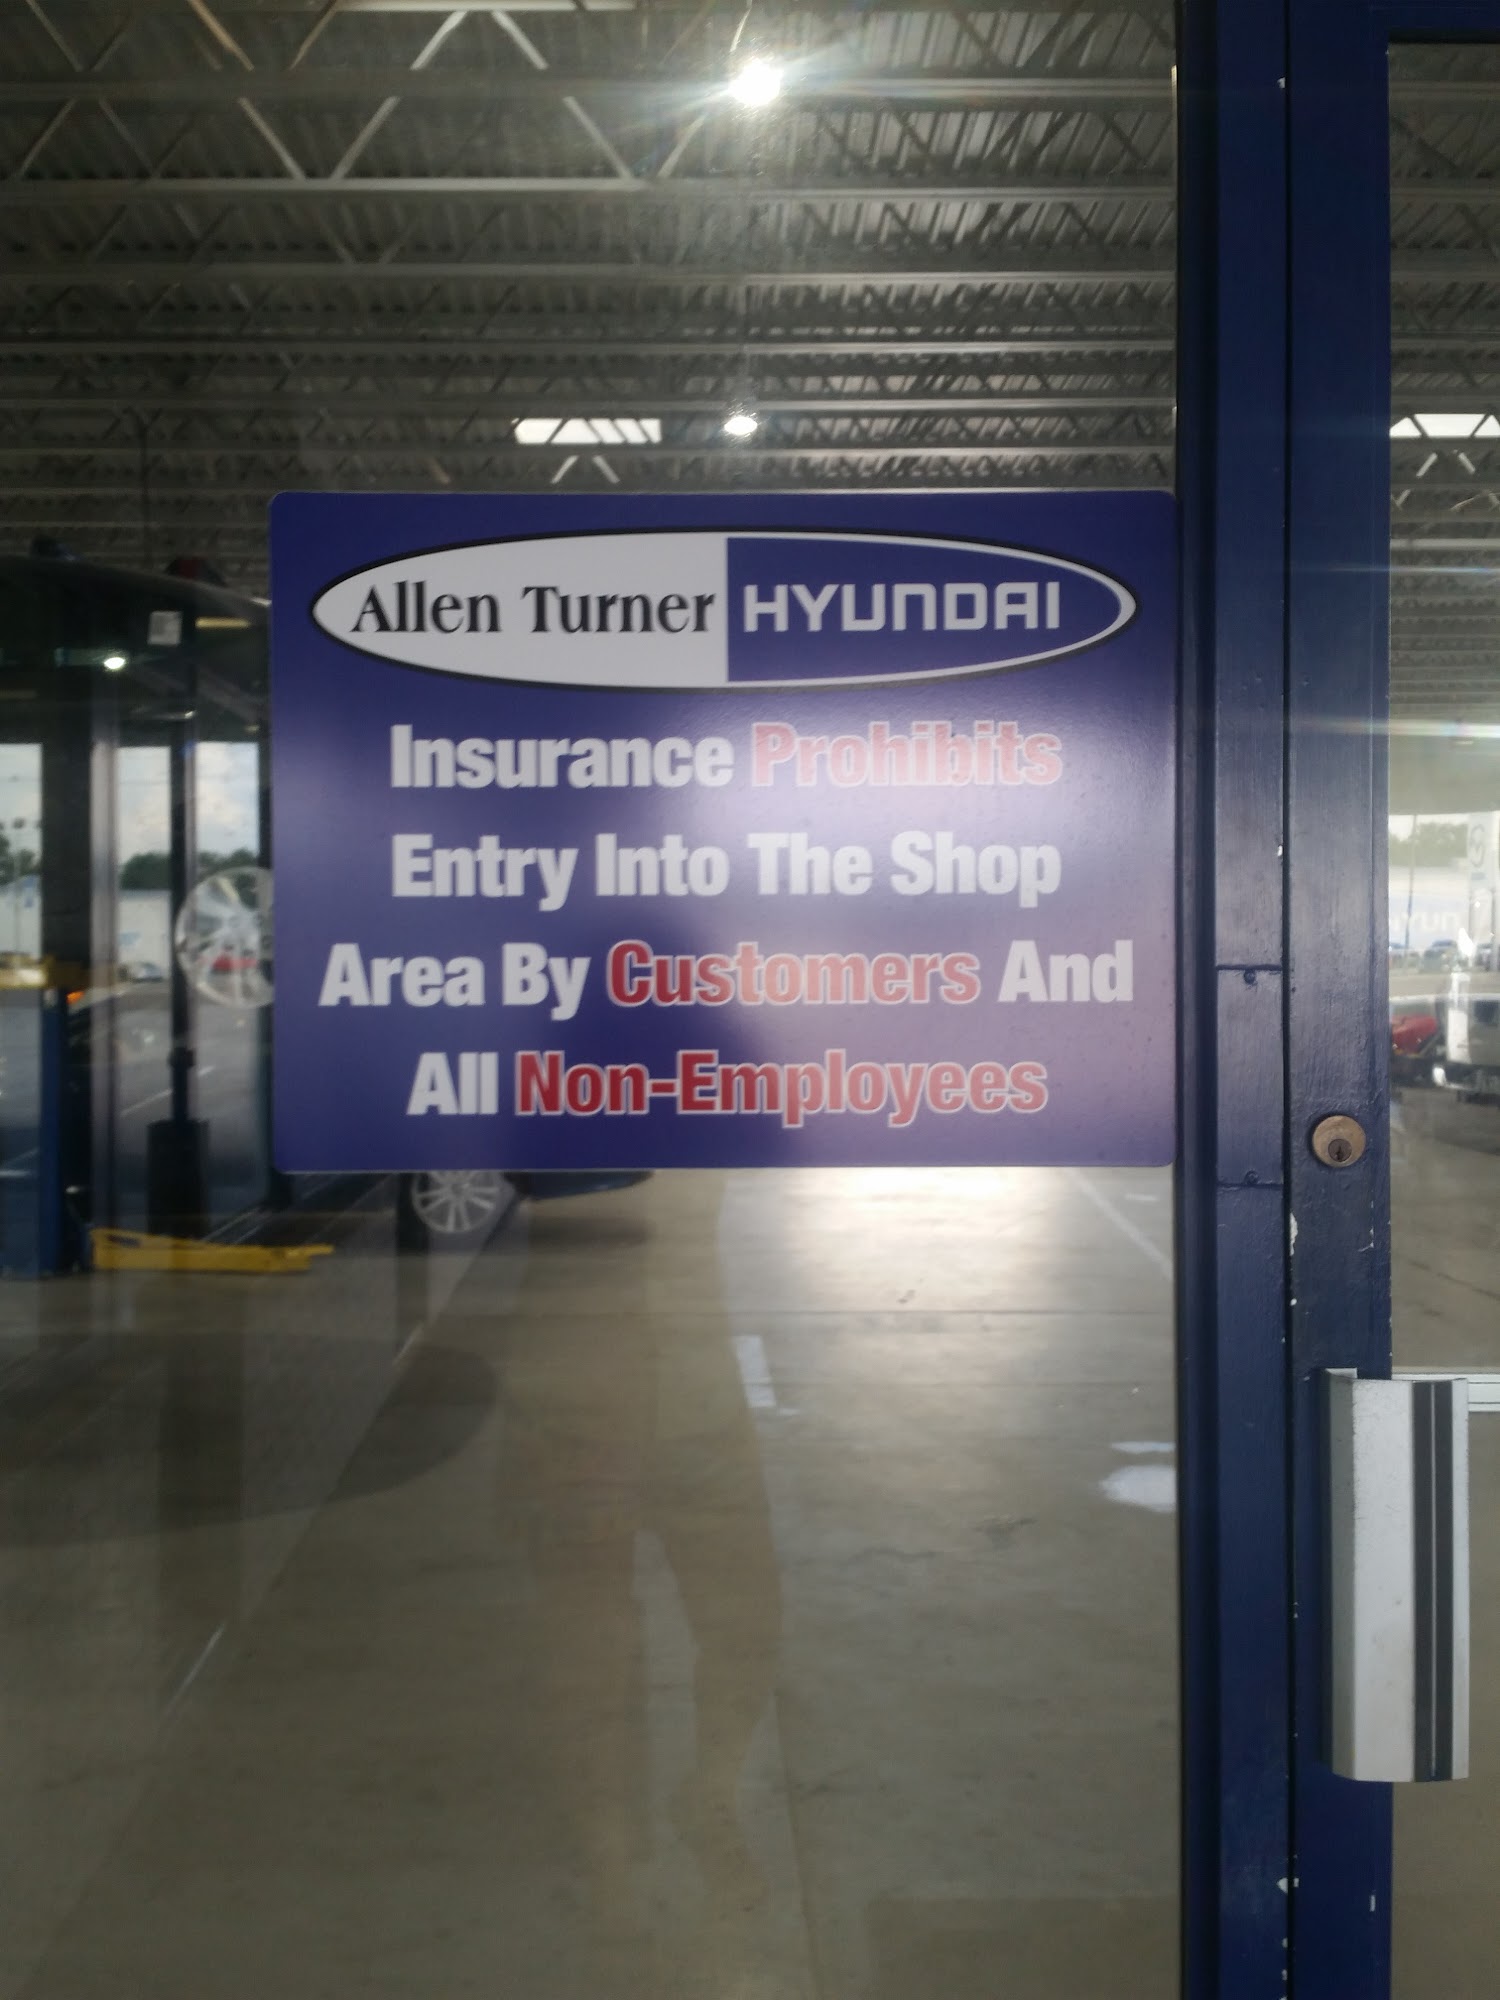 Allen Turner HYUNDAI
Insurance Prohibits
Entry Into The Shop
Area By Customers And
All Non-Employees